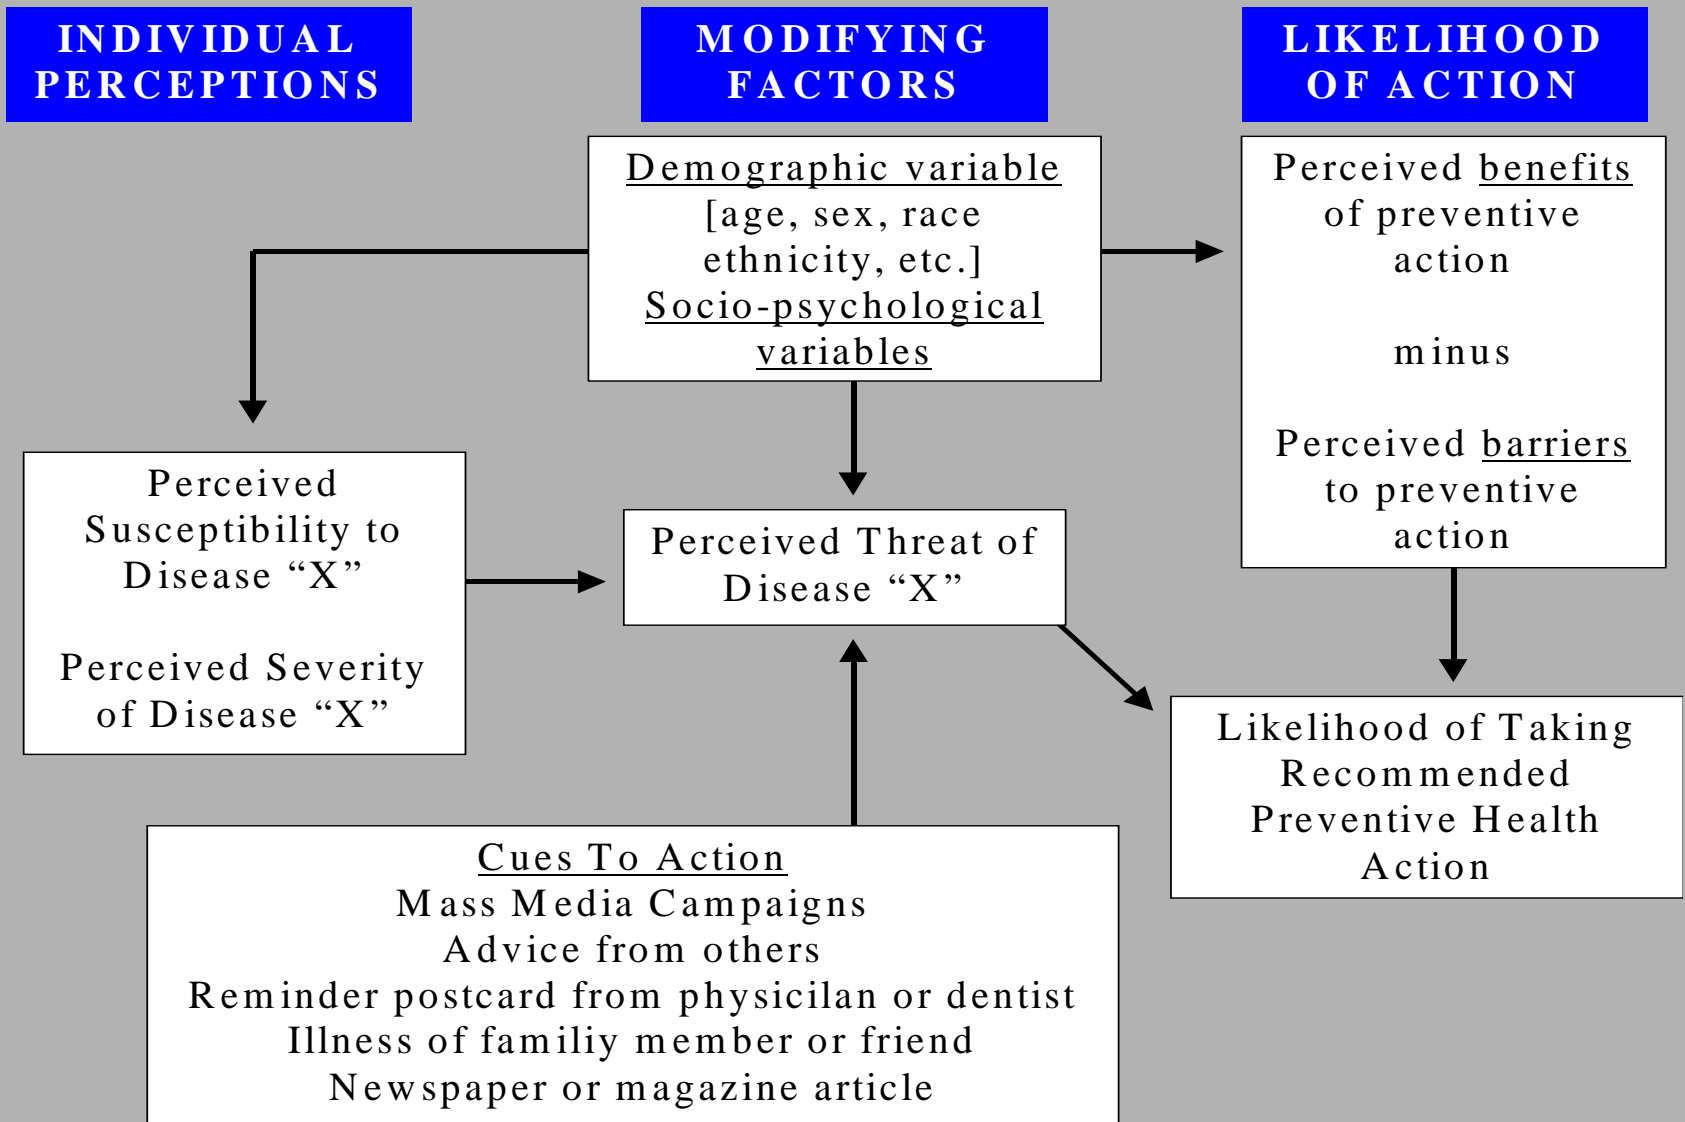 INDIVIDUAL
PERCEPTIONS
MODIFYING
FACTORS
LIKELIHOOD
OF ACTION
Demographic variable
[age, sex, race
ethnicity, etc.]
Socio-psychological
variables
Perceived benefits
of preventive
action
minus
Perceived barriers
to preventive
action
Perceived
Susceptibility to
Disease “X”
Perceived Severity
of Disease “X”
Perceived Threat of
Disease “X”
Likelihood of Taking
Recommended
Preventive Health
Action
Cues To Action
Mass Media Campaigns
Advice from others
Reminder postcard from physicilan or dentist
Illness of familiy member or friend
Newspaper or magazine article